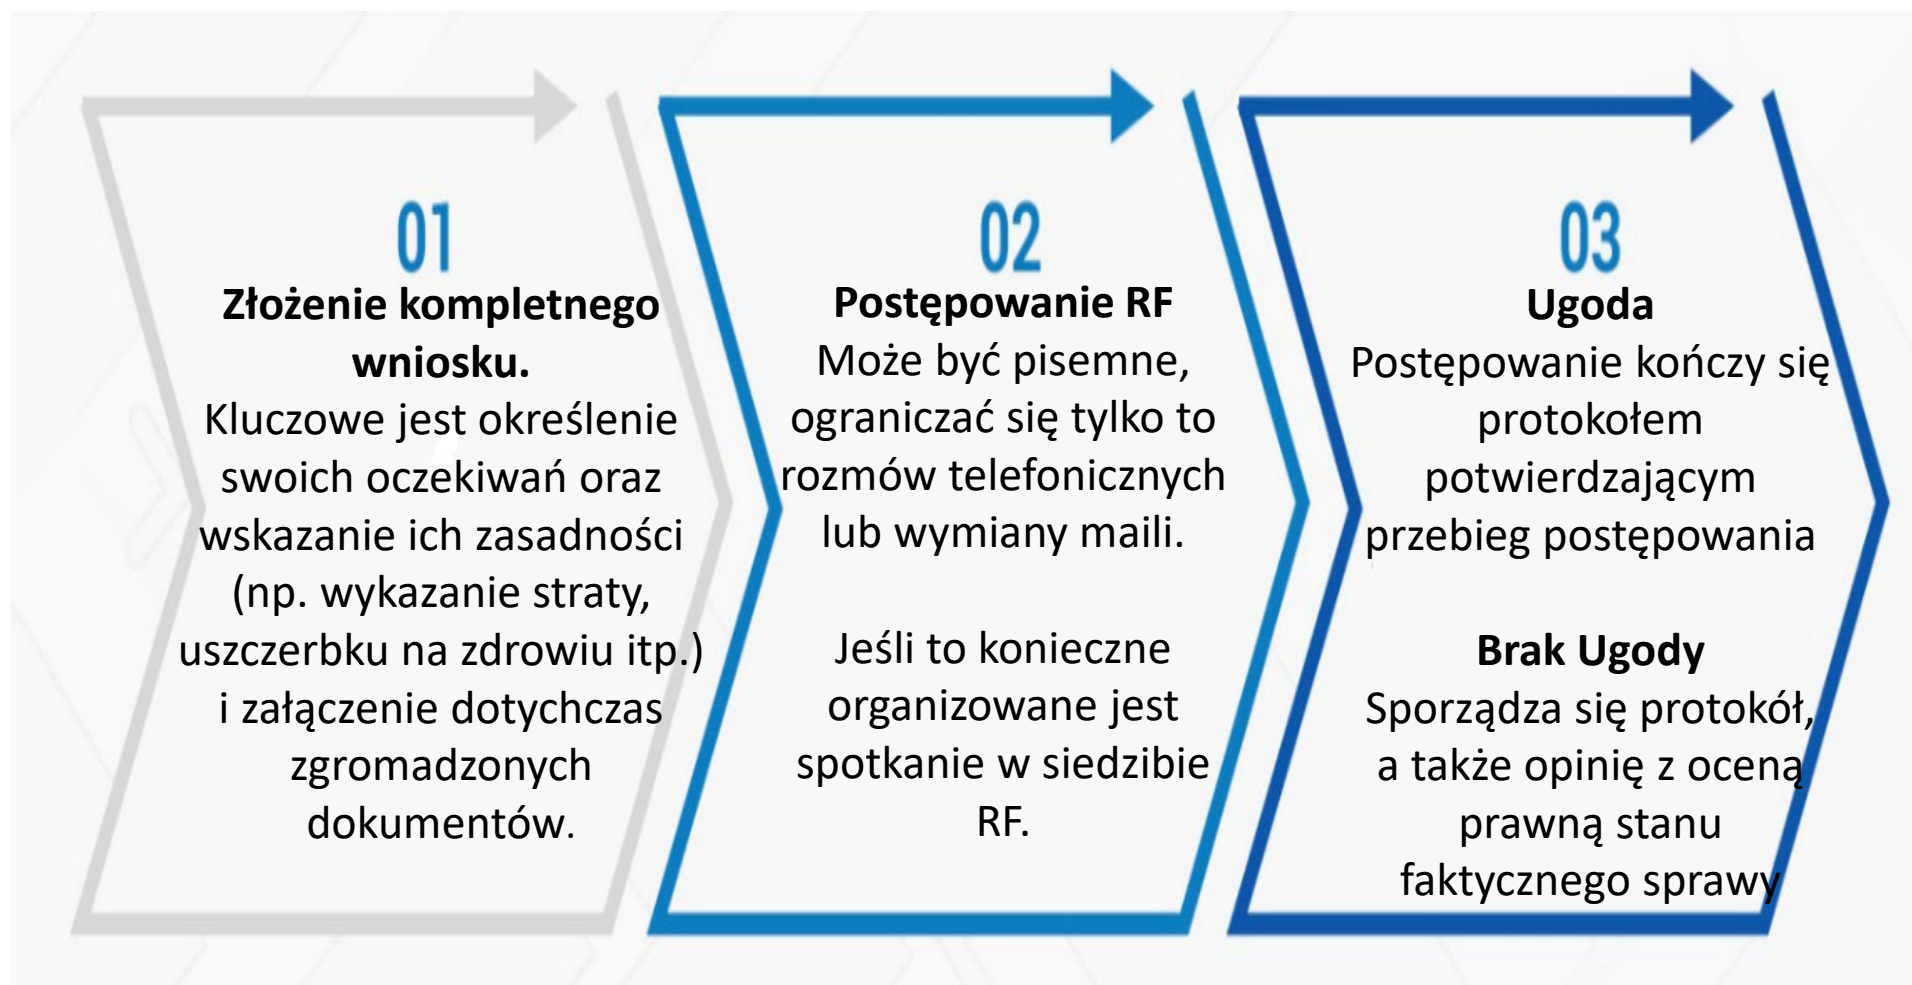 01
Złożenie kompletnego
wniosku.
Kluczowe jest określenie
swoich oczekiwań oraz
wskazanie ich zasadności
(np. wykazanie straty,
uszczerbku na zdrowiu itp.)
i załączenie dotychczas
zgromadzonych
dokumentów.
02
Postępowanie RF
Może być pisemne,
ograniczać się tylko to
rozmów telefonicznych
lub wymiany maili.
Jeśli to konieczne
organizowane jest
spotkanie w siedzibie
RF.
03
Ugoda
Postępowanie kończy się
protokołem
potwierdzającym
przebieg postępowania
Brak Ugody
Sporządza się protokół,
a także opinię z oceną
prawną stanu
faktycznego sprawy